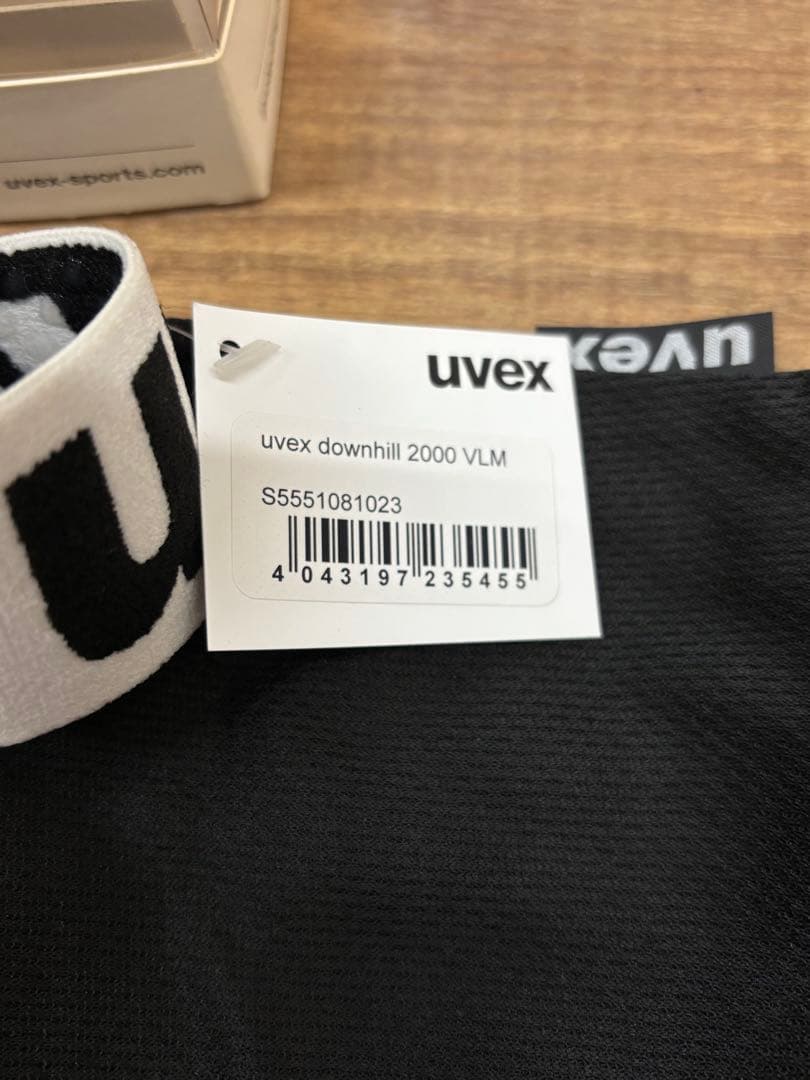 uvex-sports.com
uvex
uvex
uvex downhill 2000 VLM
S5551081023
4 043197 235455